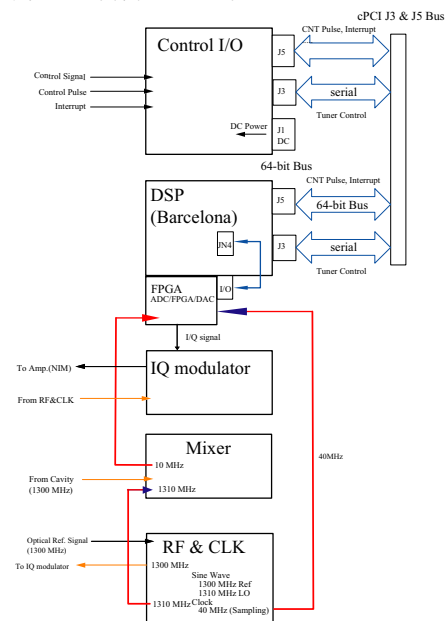 cPCI J3 & J5 Bus
CNT Pulse, Interrupt
Control I/O
J5
Control Signal
Control Pulse
Interrupt
J3
serial
Tuner Control
DC Power
J1
DC
64-bit Bus
CNT Pulse, Interrupt
DSP
(Barcelona)
J5
64-bit Bus
JN4
J3
serial
Tuner Control
FPGA
ADC/FPGA/DAC
I/O
I/Q signal
To Amp.(NIM)
IQ modulator
From RF&CLK
Mixer
10 MHz
40MHz
From Cavity
(1300 MHz)
1310 MHz
Optical Ref. Signal
(1300 MHz)
RF & CLK
To IQ modulator
1300 MHz
Sine Wave
1300 MHz Ref
1310 MHz LO
1310 MHz
Clock
40 MHz (Sampling)